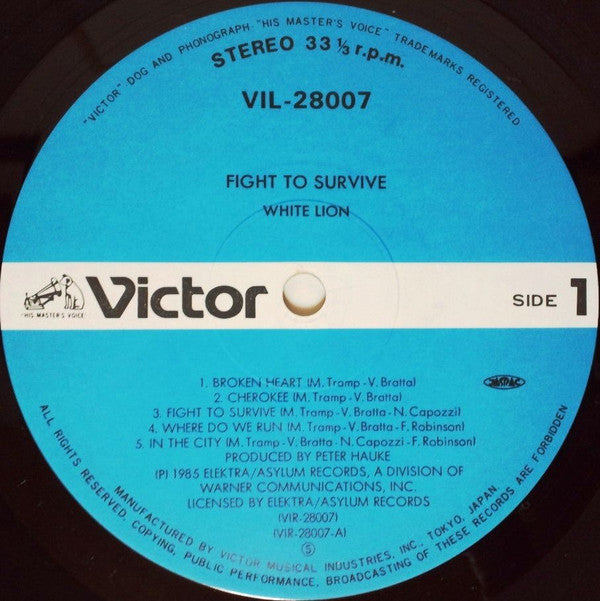 "VICTOR" DOG AND PHONOGRAPH. "HIS MASTER'S VOICE" TRADEMARKS REGISTERED
STEREO 33 ⅓ r.p.m.
VIL-28007
FIGHT TO SURVIVE
WHITE LION
"HIS MASTER'S VOICE"
Victor
SIDE 1
JASRAC
1. BROKEN HEART (M. Tramp - V. Bratta)
2. CHEROKEE (M. Tramp - V. Bratta)
3. FIGHT TO SURVIVE (M. Tramp - V. Bratta - N. Capozzi)
4. WHERE DO WE RUN (M. Tramp - V. Bratta - F. Robinson)
5. IN THE CITY (M. Tramp - V. Bratta - N. Capozzi - F. Robinson)
PRODUCED BY PETER HAUKE
(P) 1985 ELEKTRA/ASYLUM RECORDS, A DIVISION OF
WARNER COMMUNICATIONS, INC.
LICENSED BY ELEKTRA/ASYLUM RECORDS
(VIR-28007)
(VIR-28007-A)
S
MANUFACTURED BY VICTOR MUSICAL INDUSTRIES, INC., TOKYO, JAPAN.
ALL RIGHTS RESERVED. COPYING, PUBLIC PERFORMANCE, BROADCASTING OF THESE RECORDS ARE FORBIDDEN